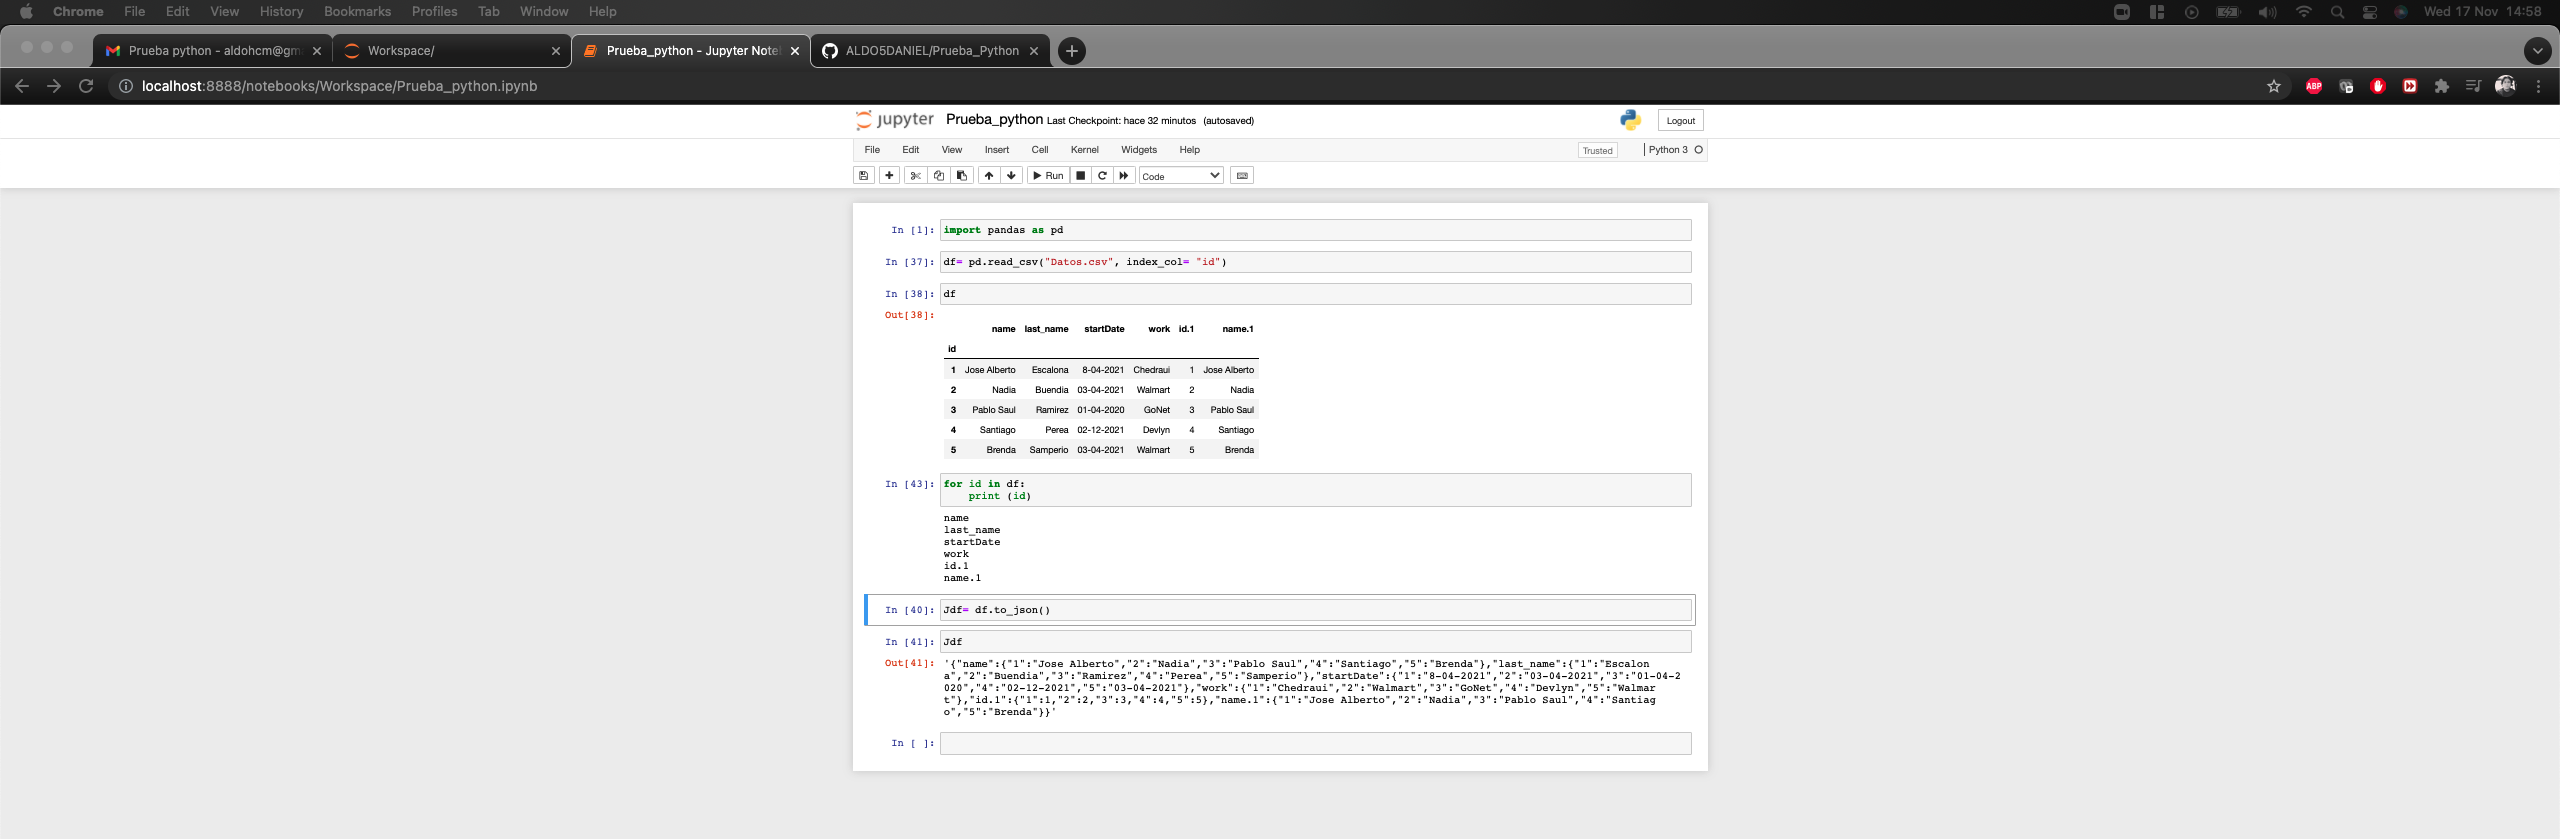 Chrome File Edit View History Bookmarks Profiles Tab Window Help Wed 17 Nov 14:58
Prueba python - aldohcm@gm Workspace/ Prueba_python - Jupyter Note ALDO5DANIEL/Prueba_Python
localhost:8888/notebooks/Workspace/Prueba_python.ipynb ABP
jupyter Prueba_python Last Checkpoint: hace 32 minutos (autosaved) Logout
File Edit View Insert Cell Kernel Widgets Help Trusted Python 3
Run Code
In [1]: import pandas as pd
In [37]: df= pd.read_csv("Datos.csv", index_col= "id")
In [38]: df
Out[38]:
name last_name startDate work id.1 name.1
id
1 Jose Alberto Escalona 8-04-2021 Chedraui 1 Jose Alberto
2 Nadia Buendia 03-04-2021 Walmart 2 Nadia
3 Pablo Saul Ramirez 01-04-2020 GoNet 3 Pablo Saul
4 Santiago Perea 02-12-2021 Devlyn 4 Santiago
5 Brenda Samperio 03-04-2021 Walmart 5 Brenda
In [43]: for id in df:
print (id)
name
last_name
startDate
work
id.1
name.1
In [40]: Jdf= df.to_json()
In [41]: Jdf
Out[41]: '{"name":{"1":"Jose Alberto","2":"Nadia","3":"Pablo Saul","4":"Santiago","5":"Brenda"},"last_name":{"1":"Escalon
a","2":"Buendia","3":"Ramirez","4":"Perea","5":"Samperio"},"startDate":{"1":"8-04-2021","2":"03-04-2021","3":"01-04-2
020","4":"02-12-2021","5":"03-04-2021"},"work":{"1":"Chedraui","2":"Walmart","3":"GoNet","4":"Devlyn","5":"Walmar
t"},"id.1":{"1":1,"2":2,"3":3,"4":4,"5":5},"name.1":{"1":"Jose Alberto","2":"Nadia","3":"Pablo Saul","4":"Santiag
o","5":"Brenda"}}'
In [ ]: